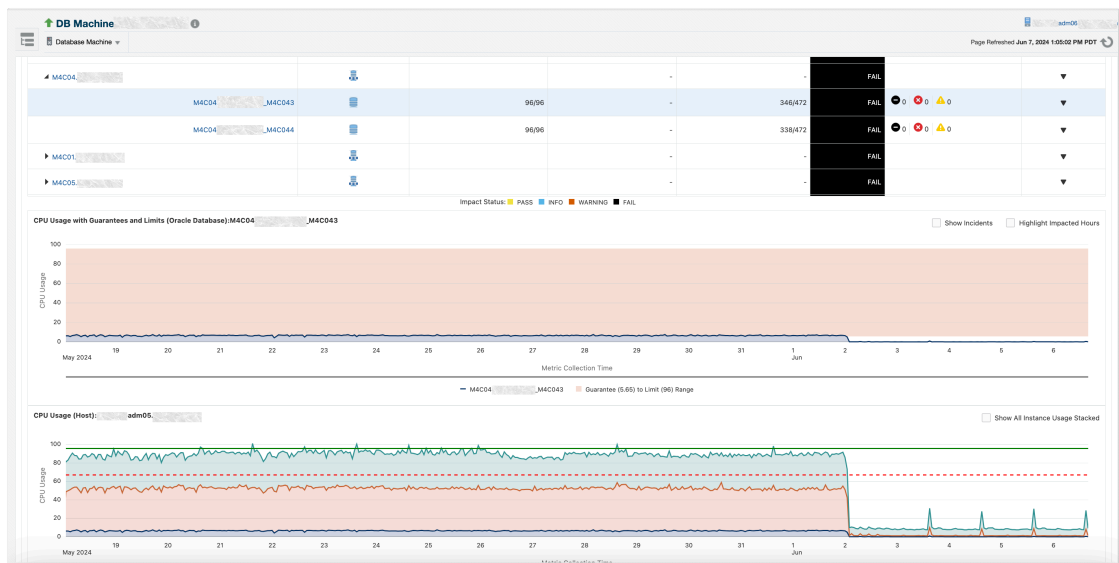 DB Machine
adm06
Database Machine
Page Refreshed Jun 7, 2024 1:05:02 PM PDT
M4C04. - - FAIL
M4C04 _M4C043 96/96 - 346/472 FAIL 0 0 0
M4C04 _M4C044 96/96 - 338/472 FAIL 0 0 0
M4C01. - - FAIL
M4C05. - - FAIL
Impact Status: PASS INFO WARNING FAIL
CPU Usage with Guarantees and Limits (Oracle Database):M4C04 _M4C043
Show Incidents Highlight Impacted Hours
100
80
60
40
20
0
CPU Usage
19 20 21 22 23 24 25 26 27 28 29 30 31 1 2 3 4 5 6
May 2024 Jun
Metric Collection Time
M4C04 _M4C043 Guarantee (5.65) to Limit (96) Range
CPU Usage (Host): adm05.
Show All Instance Usage Stacked
100
80
60
40
20
0
CPU Usage
19 20 21 22 23 24 25 26 27 28 29 30 31 1 2 3 4 5 6
May 2024 Jun
Metric Collection Time